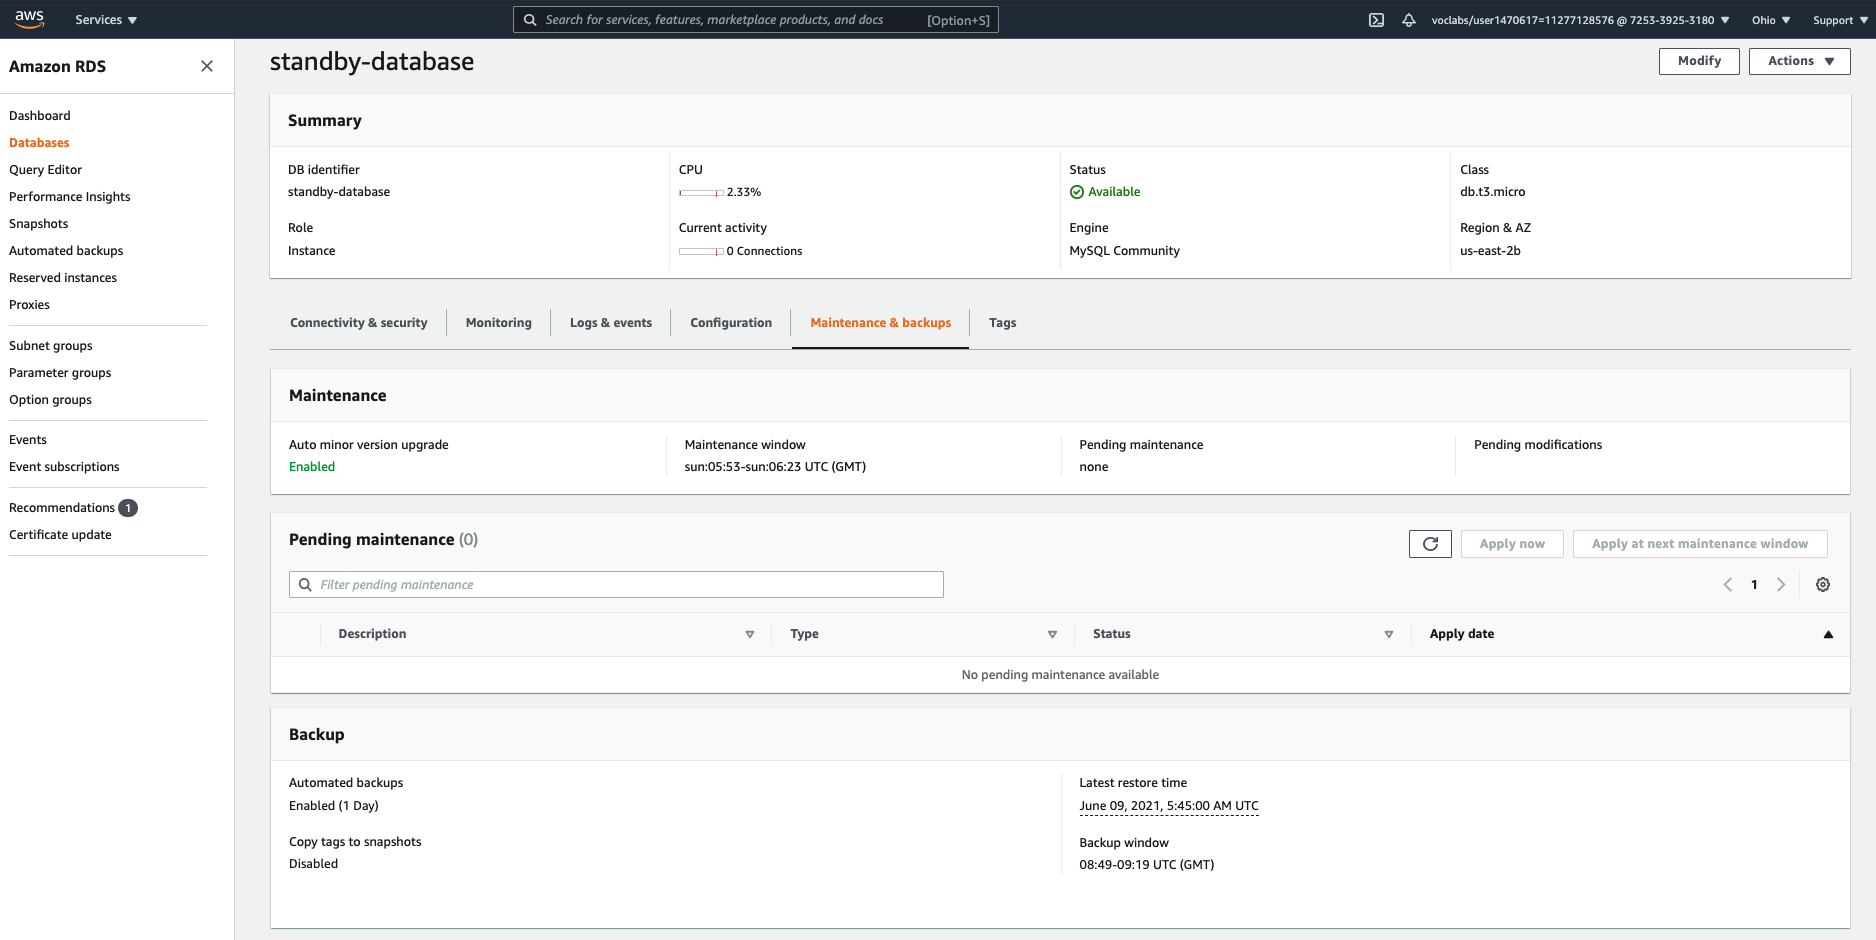 aws Services Search for services, features, marketplace products, and docs [Option+S] voclabs/user1470617=11277128576 @ 7253-3925-3180 Ohio Support
Amazon RDS
Dashboard
Databases
Query Editor
Performance Insights
Snapshots
Automated backups
Reserved instances
Proxies
Subnet groups
Parameter groups
Option groups
Events
Event subscriptions
Recommendations 1
Certificate update
standby-database
Modify Actions
Summary
DB identifier
standby-database
CPU
2.33%
Status
Available
Class
db.t3.micro
Role
Instance
Current activity
0 Connections
Engine
MySQL Community
Region & AZ
us-east-2b
Connectivity & security Monitoring Logs & events Configuration Maintenance & backups Tags
Maintenance
Auto minor version upgrade
Enabled
Maintenance window
sun:05:53-sun:06:23 UTC (GMT)
Pending maintenance
none
Pending modifications
Pending maintenance (0)
Apply now Apply at next maintenance window
Filter pending maintenance
1
Description Type Status Apply date
No pending maintenance available
Backup
Automated backups
Enabled (1 Day)
Latest restore time
June 09, 2021, 5:45:00 AM UTC
Copy tags to snapshots
Disabled
Backup window
08:49-09:19 UTC (GMT)